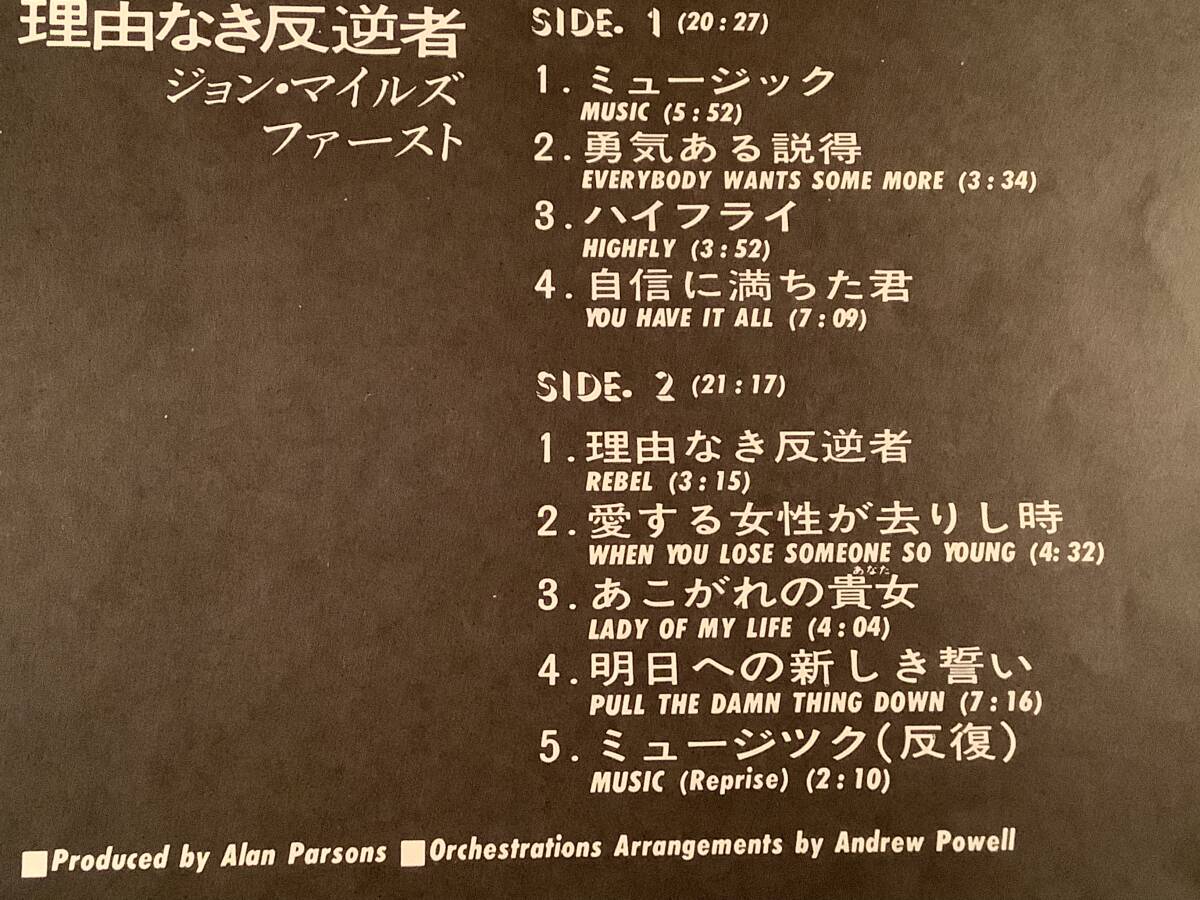 理由なき反逆者
ジョン・マイルズ
ファースト
SIDE. 1 (20:27)
1. ミュージック
MUSIC (5:52)
2. 勇気ある説得
EVERYBODY WANTS SOME MORE (3:34)
3. ハイフライ
HIGHFLY (3:52)
4. 自信に満ちた君
YOU HAVE IT ALL (7:09)
SIDE. 2 (21:17)
1. 理由なき反逆者
REBEL (3:15)
2. 愛する女性が去りし時
WHEN YOU LOSE SOMEONE SO YOUNG (4:32)
あなた
3. あこがれの貴女
LADY OF MY LIFE (4:04)
4. 明日への新しき誓い
PULL THE DAMN THING DOWN (7:16)
5. ミュージツク(反復)
MUSIC (Reprise) (2:10)
■Produced by Alan Parsons ■Orchestrations Arrangements by Andrew Powell